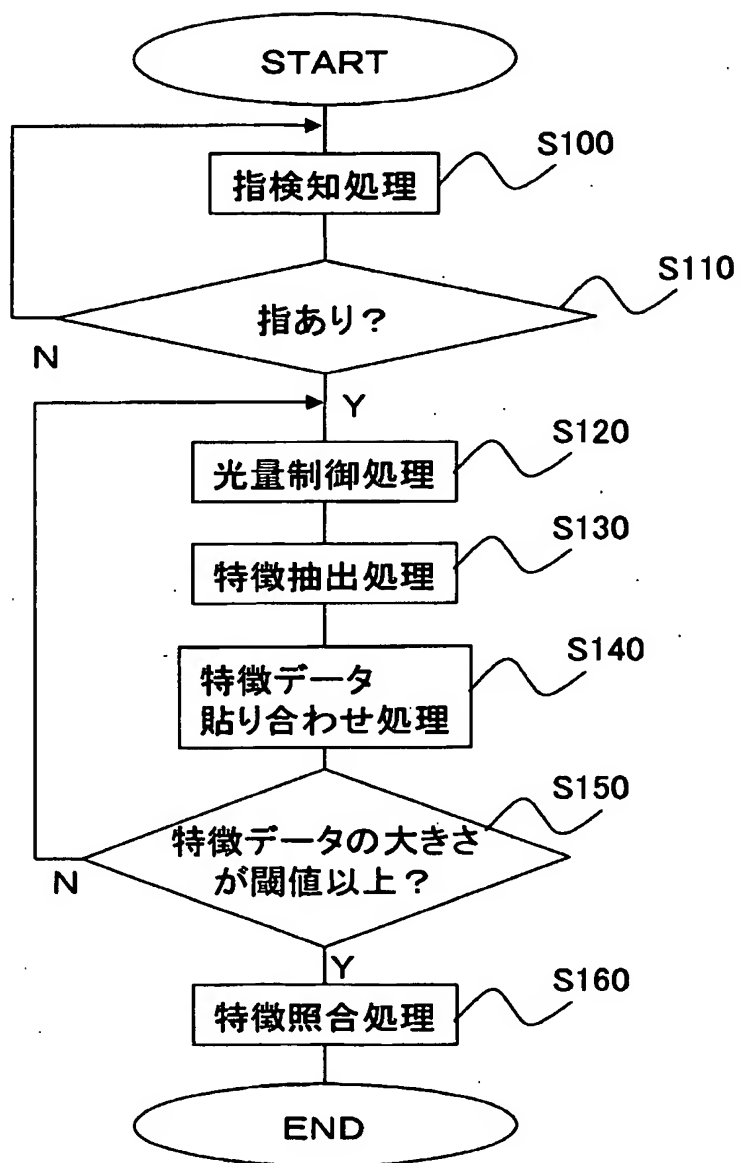 START
S100
指検知処理
S110
指あり？
N
Y
S120
光量制御処理
S130
特徴抽出処理
S140
特徴データ
貼り合わせ処理
S150
特徴データの大きさ
が閾値以上？
N
Y
S160
特徴照合処理
END